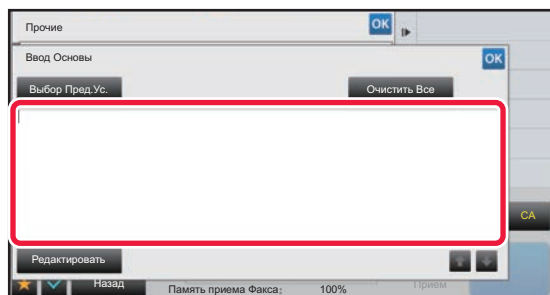 Прочие
OK
Ввод Основы
OK
Выбор Пред.Ус.
Очистить Все
CA
Редактировать
Назад
Память приема Факса:
100%
Прием